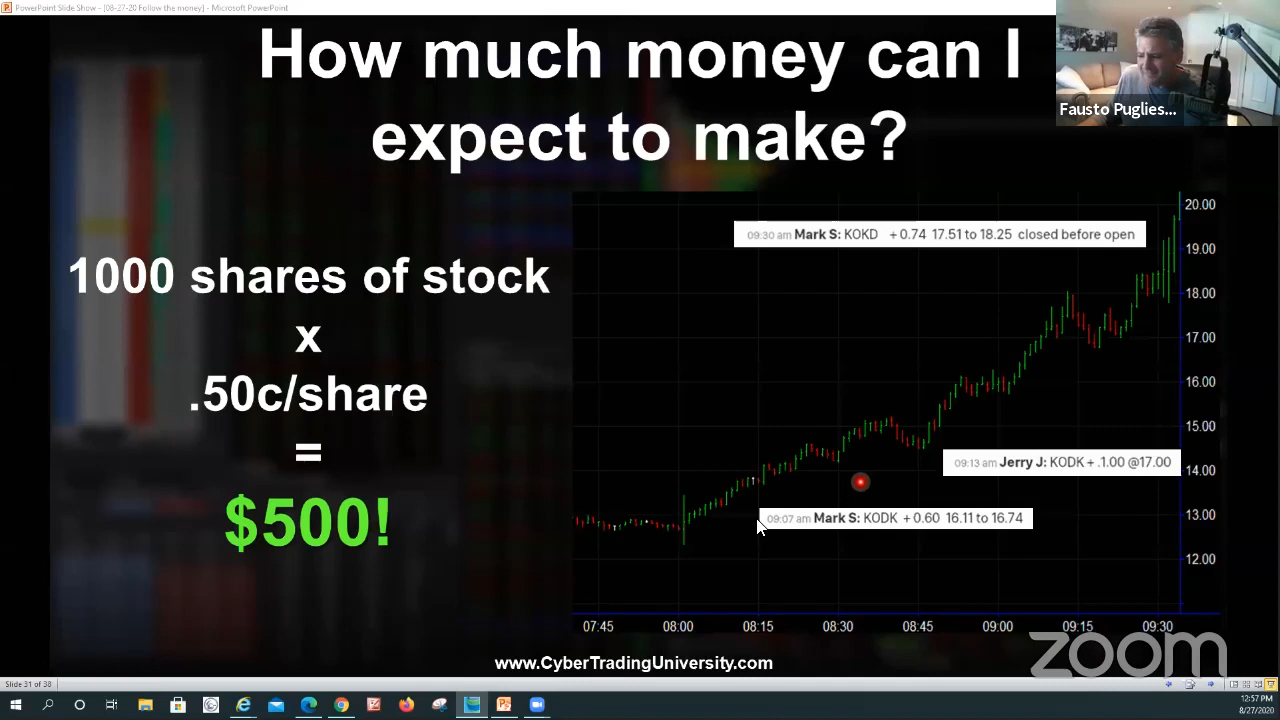 PowerPoint Slide Show - [08-27-20 Follow the money] - Microsoft PowerPoint
How much money can I
expect to make?
Fausto Puglies...
1000 shares of stock
x
.50c/share
=
$500!
09:30 am Mark S: KOKD + 0.74 17.51 to 18.25 closed before open
09:13 am Jerry J: KODK + .1.00 @17.00
09:07 am Mark S: KODK + 0.60 16.11 to 16.74
20.00
19.00
18.00
17.00
16.00
15.00
14.00
13.00
12.00
07:45 08:00 08:15 08:30 08:45 09:00 09:15 09:30
www.CyberTradingUniversity.com
zoom
Slide 31 of 38
12:57 PM
8/27/2020